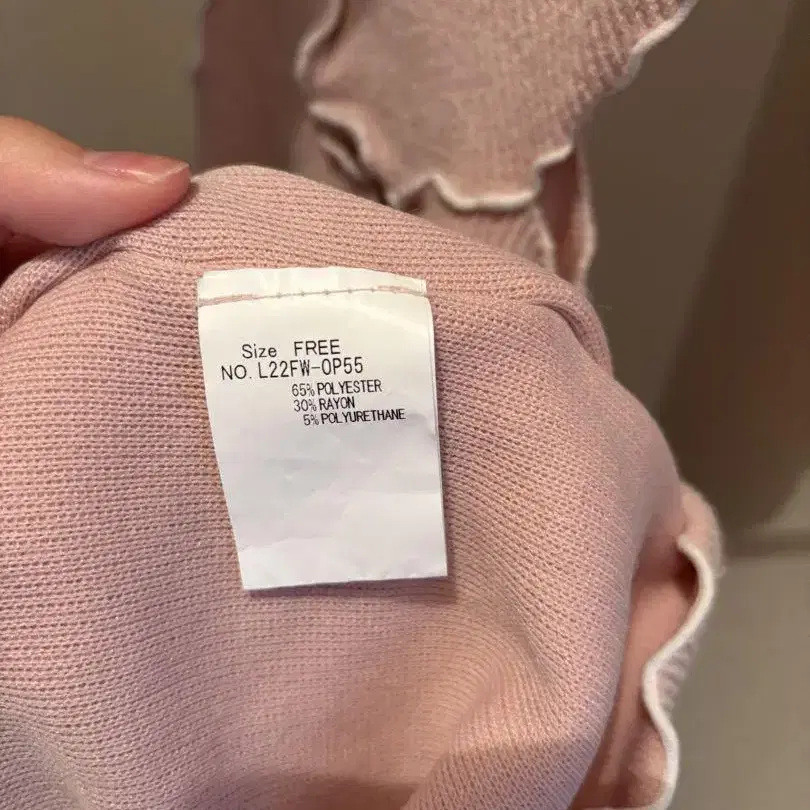 Size FREE
NO. L22FW-OP55
65% POLYESTER
30% RAYON
5% POLYURETHANE